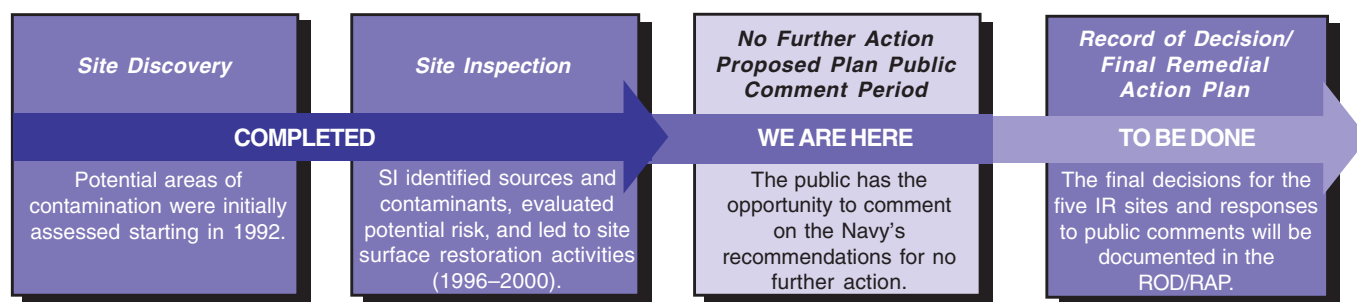 Site Discovery
COMPLETED
Potential areas of
contamination were initially
assessed starting in 1992.
Site Inspection
SI identified sources and
contaminants, evaluated
potential risk, and led to site
surface restoration activities
(1996–2000).
No Further Action
Proposed Plan Public
Comment Period
WE ARE HERE
The public has the
opportunity to comment
on the Navy's
recommendations for no
further action.
Record of Decision/
Final Remedial
Action Plan
TO BE DONE
The final decisions for the
five IR sites and responses
to public comments will be
documented in the
ROD/RAP.